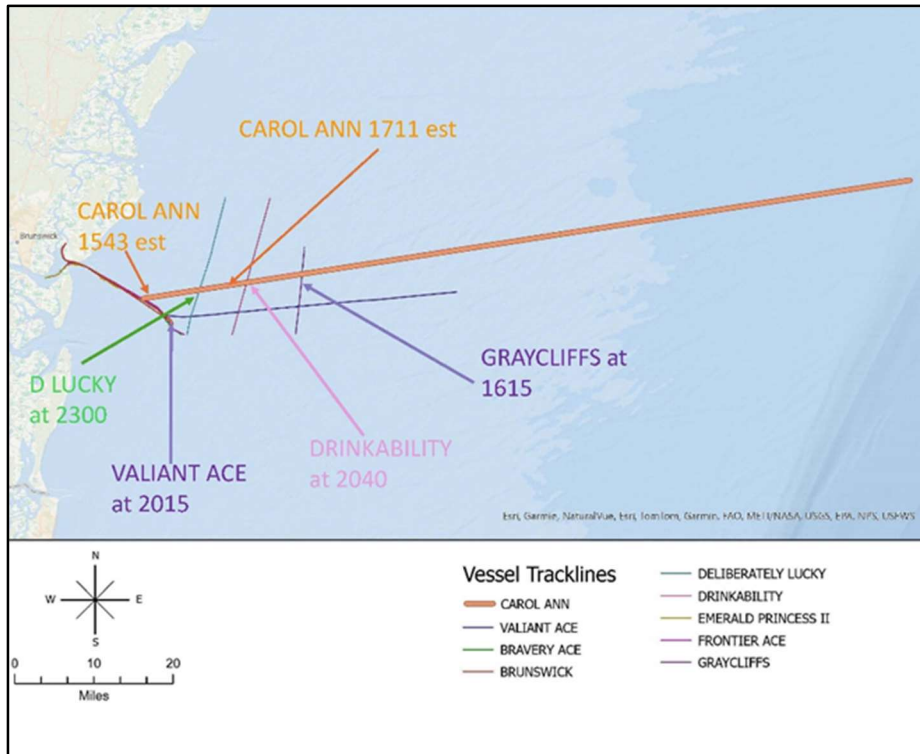 CAROL ANN 1711 est
CAROL ANN
1543 est
Brunswick
GRAYCLIFFS at
1615
D LUCKY
at 2300
DRINKABILITY
at 2040
VALIANT ACE
at 2015
Esri, Garmin, NaturalVue, Esri, TomTom, Garmin, FAO, METI/NASA, USGS, EPA, NPS, USFWS
N
W E
S
0 10 20
Miles
Vessel Tracklines
CAROL ANN
VALIANT ACE
BRAVERY ACE
BRUNSWICK
DELIBERATELY LUCKY
DRINKABILITY
EMERALD PRINCESS II
FRONTIER ACE
GRAYCLIFFS